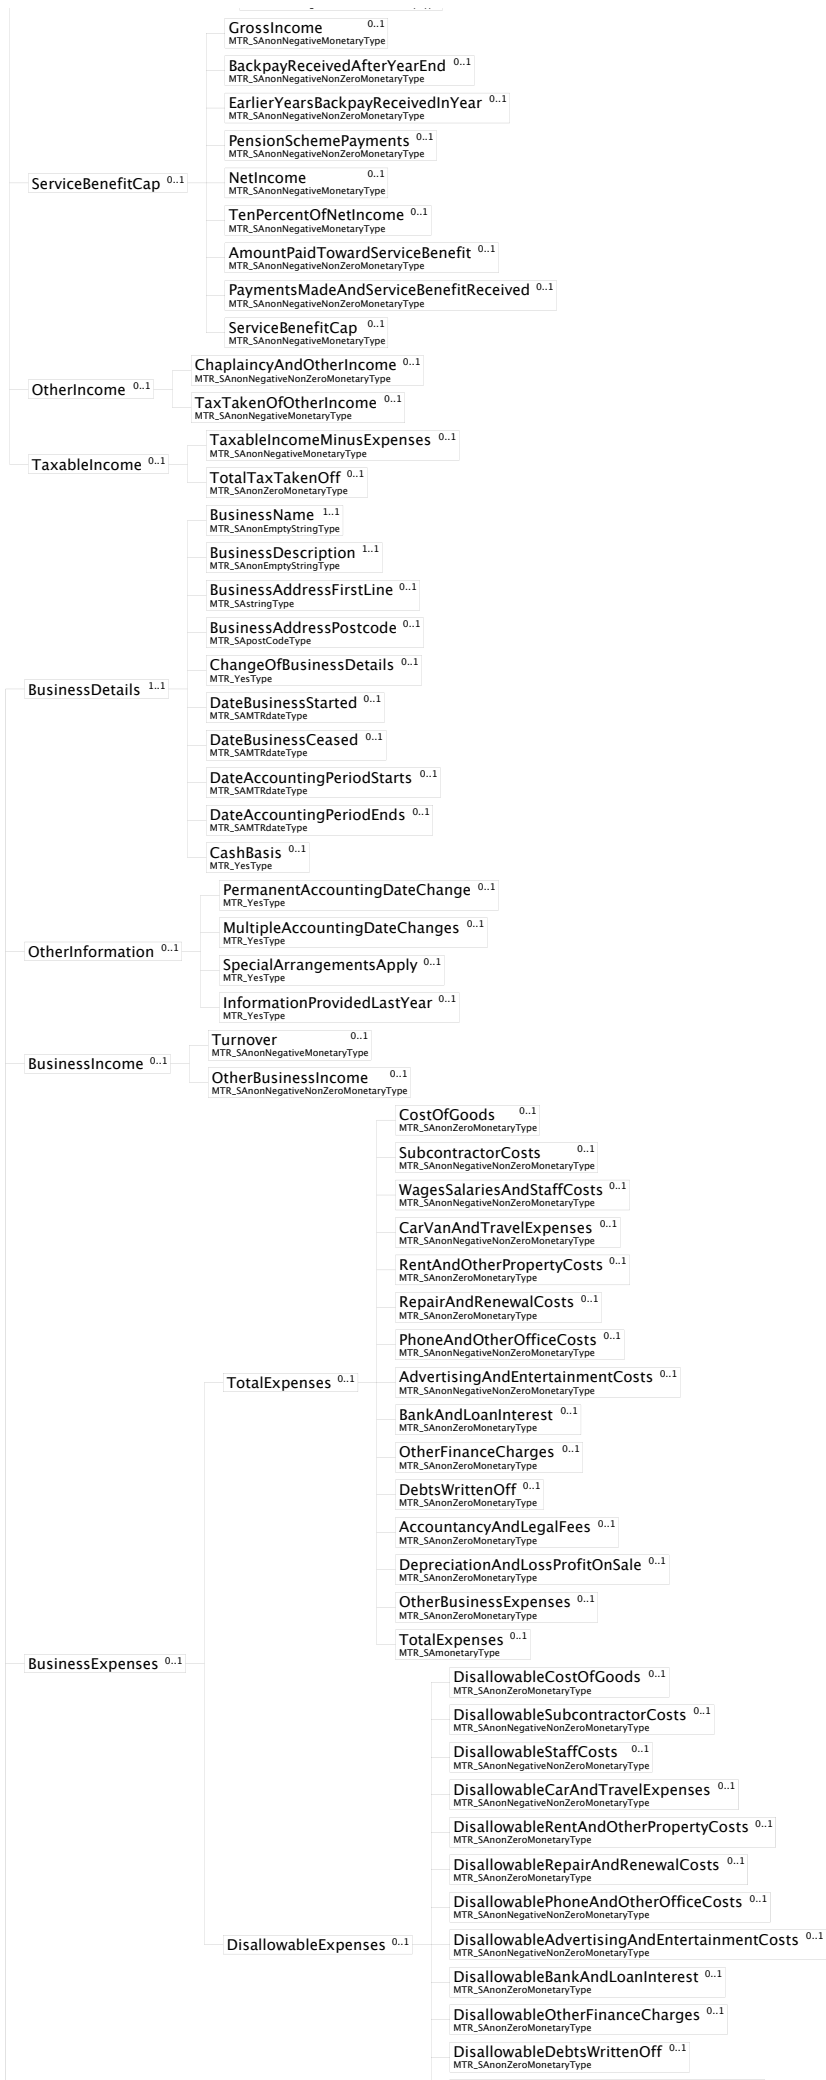 GrossIncome 0..1
MTR_SAnonNegativeMonetaryType
BackpayReceivedAfterYearEnd 0..1
MTR_SAnonNegativeNonZeroMonetaryType
EarlierYearsBackpayReceivedInYear 0..1
MTR_SAnonNegativeNonZeroMonetaryType
PensionSchemePayments 0..1
MTR_SAnonNegativeNonZeroMonetaryType
ServiceBenefitCap 0..1
NetIncome 0..1
MTR_SAnonNegativeMonetaryType
TenPercentOfNetIncome 0..1
MTR_SAnonNegativeMonetaryType
AmountPaidTowardServiceBenefit 0..1
MTR_SAnonNegativeNonZeroMonetaryType
PaymentsMadeAndServiceBenefitReceived 0..1
MTR_SAnonNegativeNonZeroMonetaryType
ServiceBenefitCap 0..1
MTR_SAnonNegativeMonetaryType
OtherIncome 0..1
ChaplaincyAndOtherIncome 0..1
MTR_SAnonNegativeNonZeroMonetaryType
TaxTakenOfOtherIncome 0..1
MTR_SAnonNegativeMonetaryType
TaxableIncome 0..1
TaxableIncomeMinusExpenses 0..1
MTR_SAnonNegativeMonetaryType
TotalTaxTakenOff 0..1
MTR_SAnonZeroMonetaryType
BusinessDetails 1..1
BusinessName 1..1
MTR_SAnonEmptyStringType
BusinessDescription 1..1
MTR_SAnonEmptyStringType
BusinessAddressFirstLine 0..1
MTR_SAstringType
BusinessAddressPostcode 0..1
MTR_SApostCodeType
ChangeOfBusinessDetails 0..1
MTR_YesType
DateBusinessStarted 0..1
MTR_SAMTRdateType
DateBusinessCeased 0..1
MTR_SAMTRdateType
DateAccountingPeriodStarts 0..1
MTR_SAMTRdateType
DateAccountingPeriodEnds 0..1
MTR_SAMTRdateType
CashBasis 0..1
MTR_YesType
OtherInformation 0..1
PermanentAccountingDateChange 0..1
MTR_YesType
MultipleAccountingDateChanges 0..1
MTR_YesType
SpecialArrangementsApply 0..1
MTR_YesType
InformationProvidedLastYear 0..1
MTR_YesType
BusinessIncome 0..1
Turnover 0..1
MTR_SAnonNegativeMonetaryType
OtherBusinessIncome 0..1
MTR_SAnonNegativeNonZeroMonetaryType
BusinessExpenses 0..1
TotalExpenses 0..1
CostOfGoods 0..1
MTR_SAnonZeroMonetaryType
SubcontractorCosts 0..1
MTR_SAnonNegativeNonZeroMonetaryType
WagesSalariesAndStaffCosts 0..1
MTR_SAnonNegativeNonZeroMonetaryType
CarVanAndTravelExpenses 0..1
MTR_SAnonNegativeNonZeroMonetaryType
RentAndOtherPropertyCosts 0..1
MTR_SAnonZeroMonetaryType
RepairAndRenewalCosts 0..1
MTR_SAnonZeroMonetaryType
PhoneAndOtherOfficeCosts 0..1
MTR_SAnonNegativeNonZeroMonetaryType
AdvertisingAndEntertainmentCosts 0..1
MTR_SAnonNegativeNonZeroMonetaryType
BankAndLoanInterest 0..1
MTR_SAnonZeroMonetaryType
OtherFinanceCharges 0..1
MTR_SAnonZeroMonetaryType
DebtsWrittenOff 0..1
MTR_SAnonZeroMonetaryType
AccountancyAndLegalFees 0..1
MTR_SAnonZeroMonetaryType
DepreciationAndLossProfitOnSale 0..1
MTR_SAnonZeroMonetaryType
OtherBusinessExpenses 0..1
MTR_SAnonZeroMonetaryType
TotalExpenses 0..1
MTR_SAmonetaryType
DisallowableExpenses 0..1
DisallowableCostOfGoods 0..1
MTR_SAnonZeroMonetaryType
DisallowableSubcontractorCosts 0..1
MTR_SAnonNegativeNonZeroMonetaryType
DisallowableStaffCosts 0..1
MTR_SAnonNegativeNonZeroMonetaryType
DisallowableCarAndTravelExpenses 0..1
MTR_SAnonNegativeNonZeroMonetaryType
DisallowableRentAndOtherPropertyCosts 0..1
MTR_SAnonZeroMonetaryType
DisallowableRepairAndRenewalCosts 0..1
MTR_SAnonZeroMonetaryType
DisallowablePhoneAndOtherOfficeCosts 0..1
MTR_SAnonNegativeNonZeroMonetaryType
DisallowableAdvertisingAndEntertainmentCosts 0..1
MTR_SAnonNegativeNonZeroMonetaryType
DisallowableBankAndLoanInterest 0..1
MTR_SAnonZeroMonetaryType
DisallowableOtherFinanceCharges 0..1
MTR_SAnonZeroMonetaryType
DisallowableDebtsWrittenOff 0..1
MTR_SAnonZeroMonetaryType